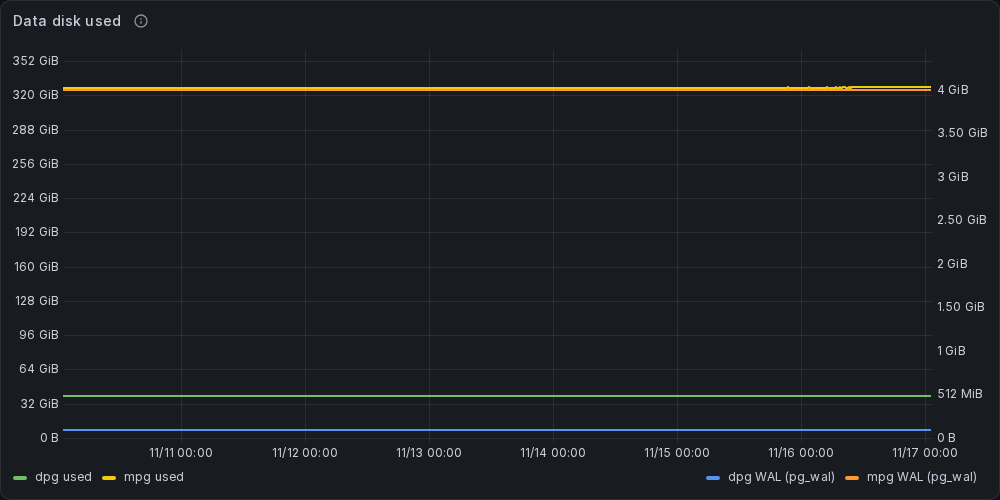 Data disk used
352 GiB
320 GiB
288 GiB
256 GiB
224 GiB
192 GiB
160 GiB
128 GiB
96 GiB
64 GiB
32 GiB
0 B
4 GiB
3.50 GiB
3 GiB
2.50 GiB
2 GiB
1.50 GiB
1 GiB
512 MiB
0 B
11/11 00:00 11/12 00:00 11/13 00:00 11/14 00:00 11/15 00:00 11/16 00:00 11/17 00:00
dpg used mpg used dpg WAL (pg_wal) mpg WAL (pg_wal)